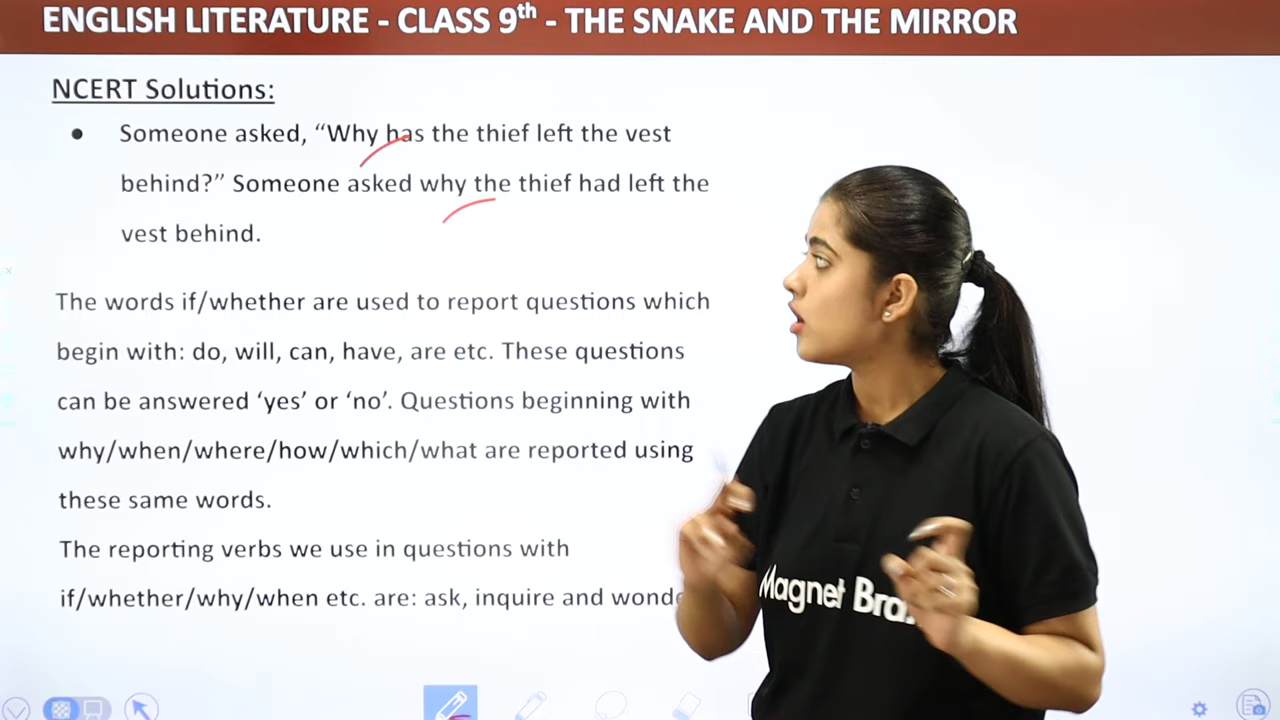 ENGLISH LITERATURE - CLASS 9th - THE SNAKE AND THE MIRROR
NCERT Solutions:
● Someone asked, “Why has the thief left the vest
behind?” Someone asked why the thief had left the
vest behind.
The words if/whether are used to report questions which
begin with: do, will, can, have, are etc. These questions
can be answered ‘yes’ or ‘no’. Questions beginning with
why/when/where/how/which/what are reported using
these same words.
The reporting verbs we use in questions with
if/whether/why/when etc. are: ask, inquire and
Magnet